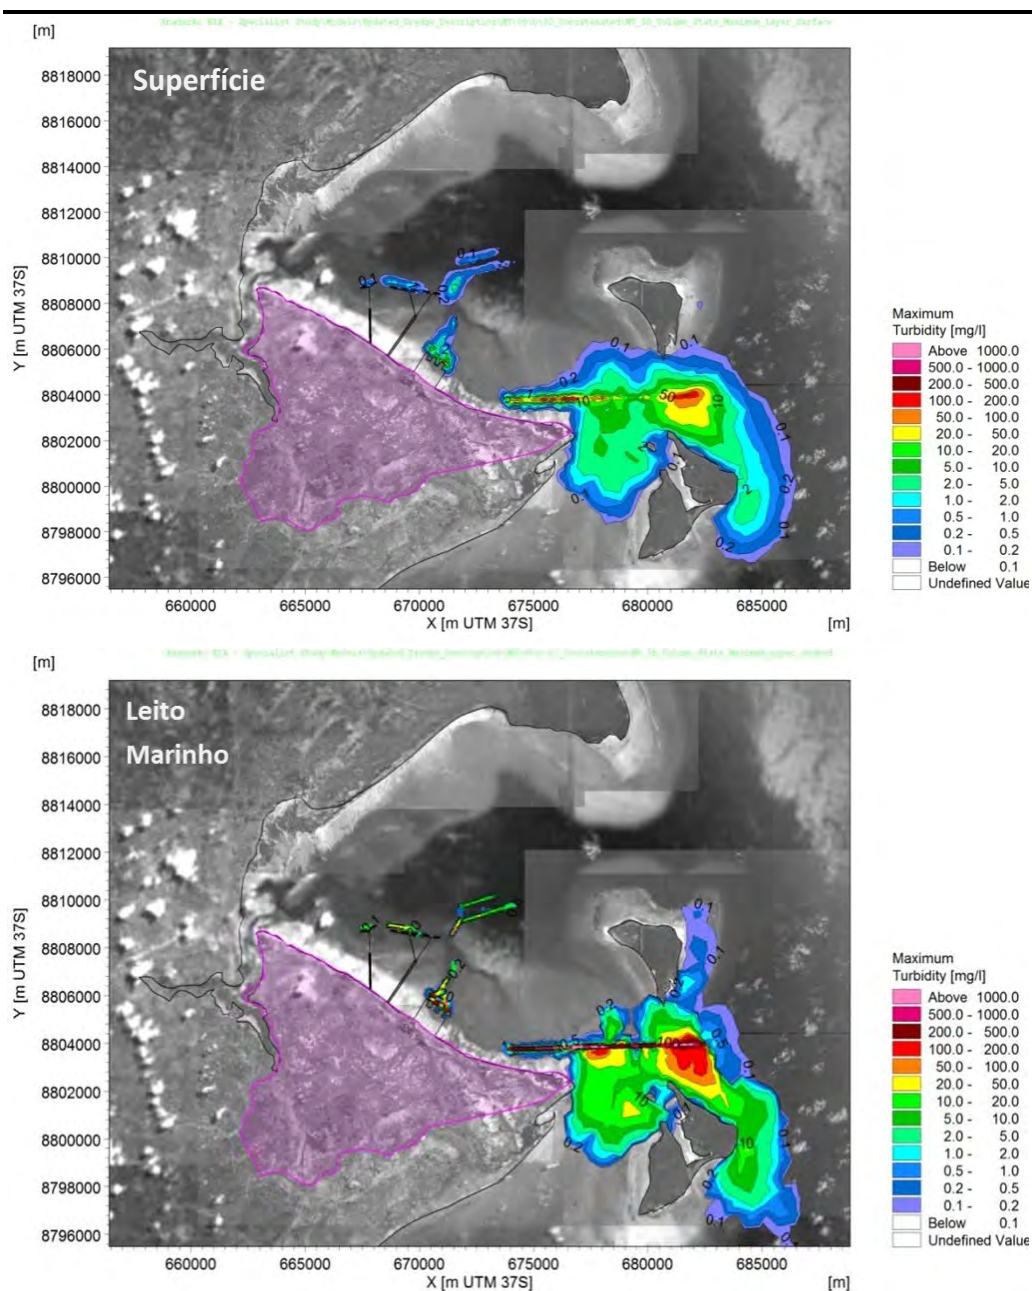 [m]
Superfície
8818000
8816000
8814000
8812000
8810000
8808000
8806000
8804000
8802000
8800000
8798000
8796000
Y [m UTM 37S]
660000 665000 670000 675000 680000 685000
X [m UTM 37S] [m]
Maximum
Turbidity [mg/l]
Above 1000.0
500.0 - 1000.0
200.0 - 500.0
100.0 - 200.0
50.0 - 100.0
20.0 - 50.0
10.0 - 20.0
5.0 - 10.0
2.0 - 5.0
1.0 - 2.0
0.5 - 1.0
0.2 - 0.5
0.1 - 0.2
Below 0.1
Undefined Value
[m]
Leito
Marinho
8818000
8816000
8814000
8812000
8810000
8808000
8806000
8804000
8802000
8800000
8798000
8796000
Y [m UTM 37S]
660000 665000 670000 675000 680000 685000
X [m UTM 37S] [m]
Maximum
Turbidity [mg/l]
Above 1000.0
500.0 - 1000.0
200.0 - 500.0
100.0 - 200.0
50.0 - 100.0
20.0 - 50.0
10.0 - 20.0
5.0 - 10.0
2.0 - 5.0
1.0 - 2.0
0.5 - 1.0
0.2 - 0.5
0.1 - 0.2
Below 0.1
Undefined Value